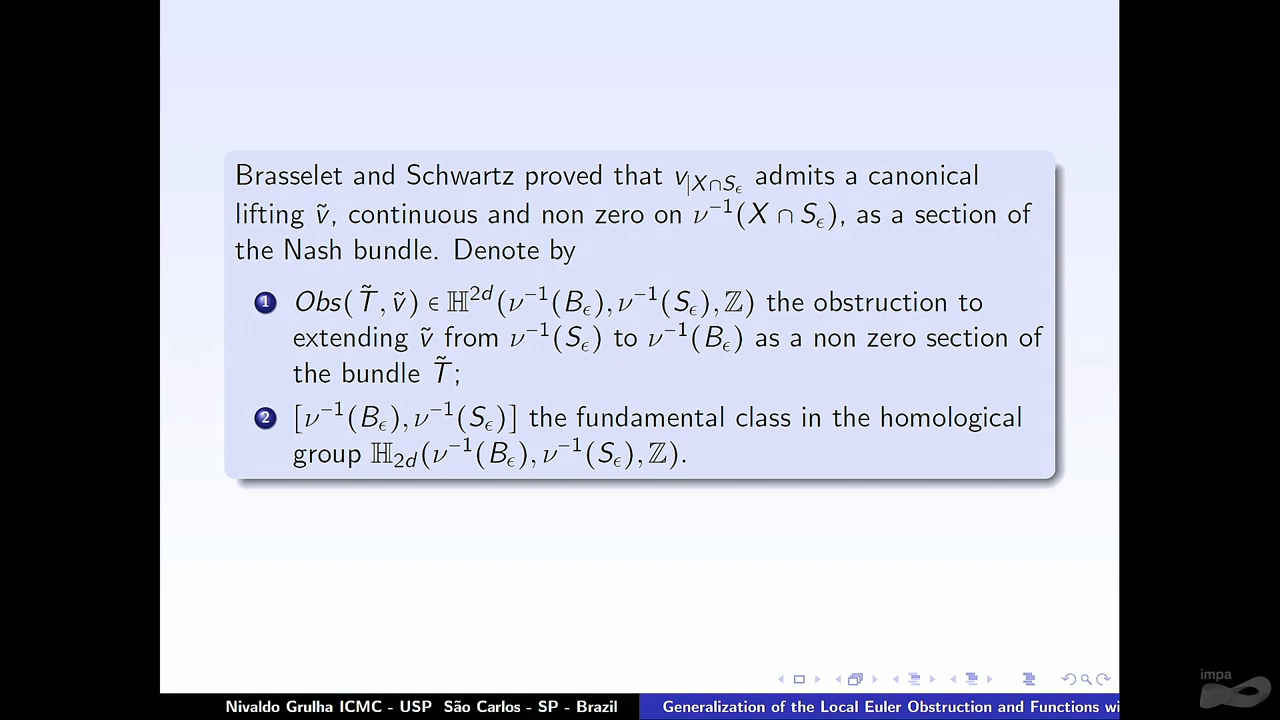 Brasselet and Schwartz proved that v|X∩Sϵ admits a canonical
lifting ṽ, continuous and non zero on ν⁻¹(X ∩ Sϵ), as a section of
the Nash bundle. Denote by
1 Obs(T̃, ṽ) ∈ ℍ²ᵈ(ν⁻¹(Bϵ), ν⁻¹(Sϵ), ℤ) the obstruction to
extending ṽ from ν⁻¹(Sϵ) to ν⁻¹(Bϵ) as a non zero section of
the bundle T̃;
2 [ν⁻¹(Bϵ), ν⁻¹(Sϵ)] the fundamental class in the homological
group ℍ₂d(ν⁻¹(Bϵ), ν⁻¹(Sϵ), ℤ).
impa
Nivaldo Grulha ICMC - USP São Carlos - SP - Brazil
Generalization of the Local Euler Obstruction and Functions wi